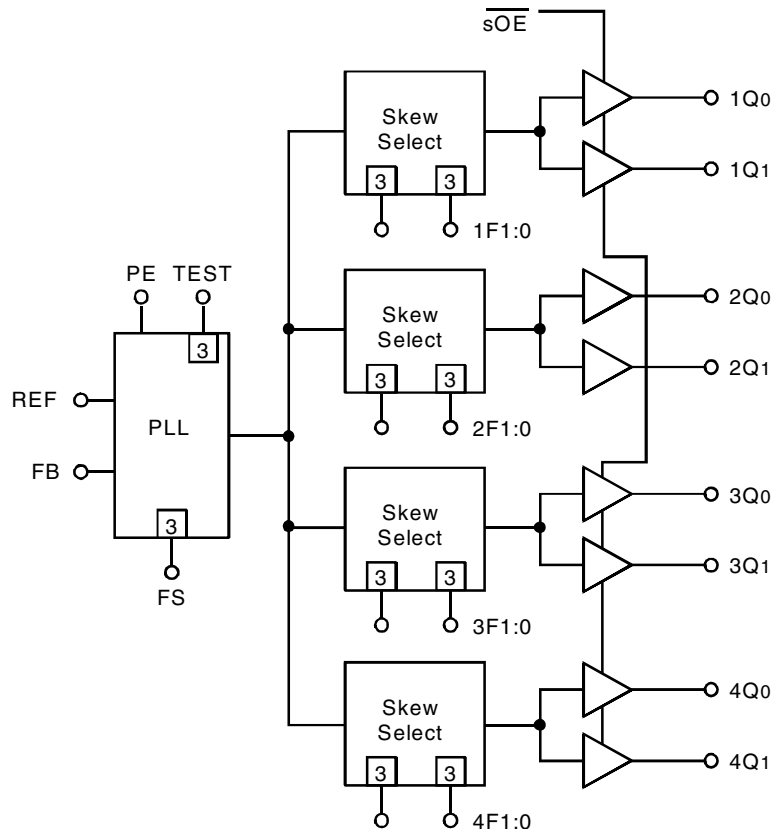 sOE
Skew
Select
3 3
1F1:0
1Q0
1Q1
PE TEST
3
REF
PLL
FB
3
FS
Skew
Select
3 3
2F1:0
2Q0
2Q1
Skew
Select
3 3
3F1:0
3Q0
3Q1
Skew
Select
3 3
4F1:0
4Q0
4Q1